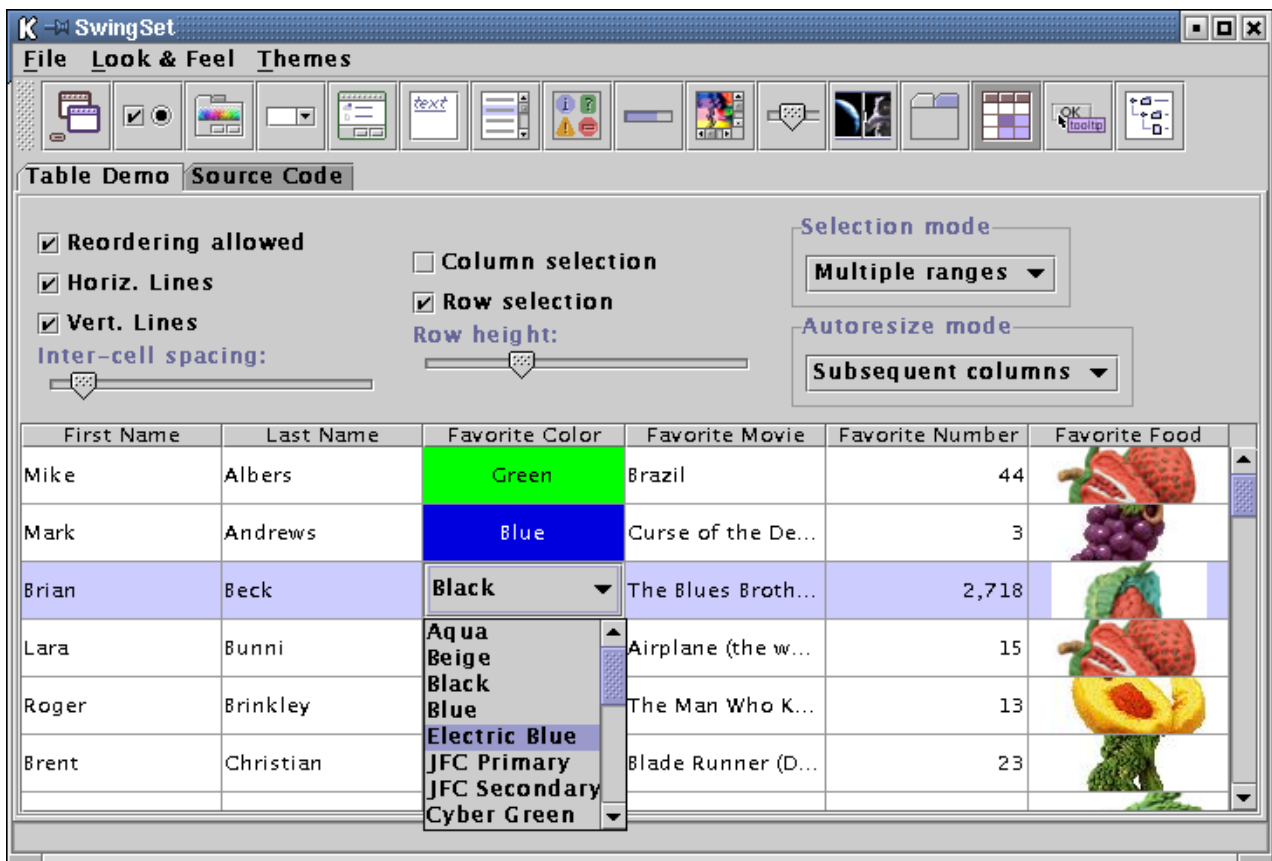 SwingSet
File Look & Feel Themes
text
OK
tooltip
Table Demo Source Code
Reordering allowed
Horiz. Lines
Vert. Lines
Inter-cell spacing:
Column selection
Row selection
Row height:
Selection mode
Multiple ranges
Autoresize mode
Subsequent columns
First Name Last Name Favorite Color Favorite Movie Favorite Number Favorite Food
Mike Albers Green Brazil 44
Mark Andrews Blue Curse of the De... 3
Brian Beck Black The Blues Broth... 2,718
Lara Bunni Airplane (the w... 15
Roger Brinkley The Man Who K... 13
Brent Christian Blade Runner (D... 23
Aqua
Beige
Black
Blue
Electric Blue
JFC Primary
JFC Secondary
Cyber Green